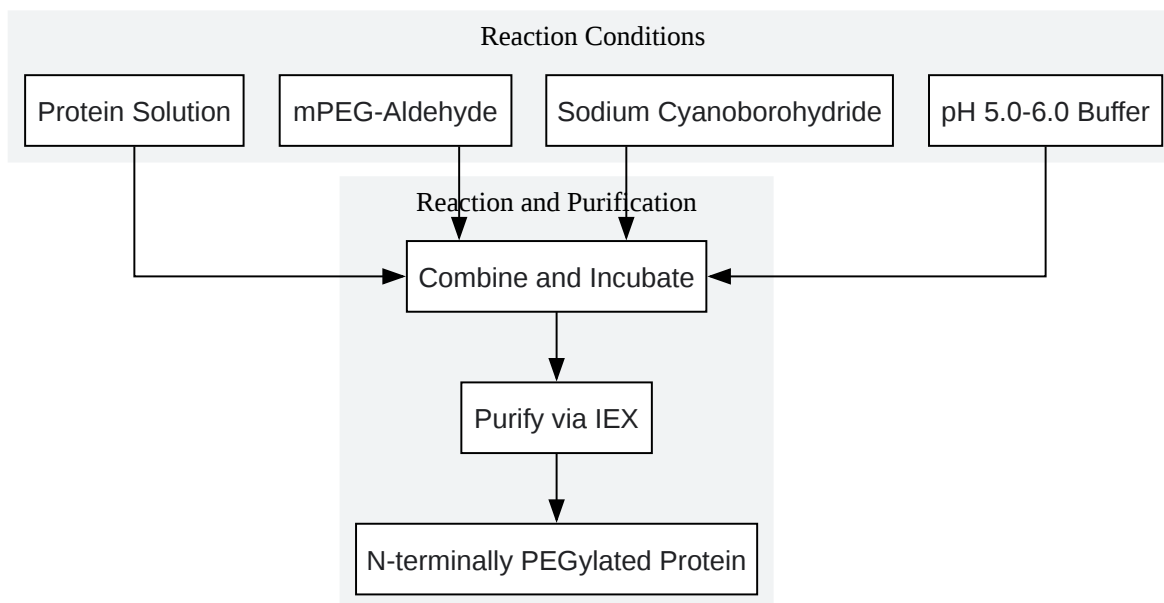 Reaction Conditions
Protein Solution
mPEG-Aldehyde
Sodium Cyanoborohydride
pH 5.0-6.0 Buffer
Reaction and Purification
Combine and Incubate
Purify via IEX
N-terminally PEGylated Protein